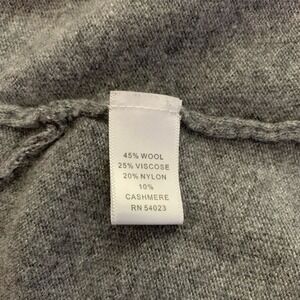 45% WOOL
25% VISCOSE
20% NYLON
10%
CASHMERE
RN 54023